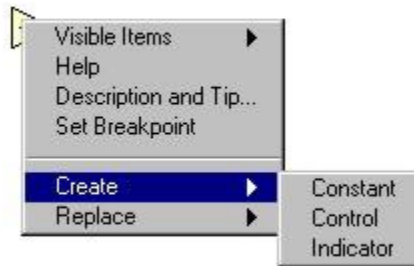 Visible Items
Help
Description and Tip...
Set Breakpoint
Create
Replace
Constant
Control
Indicator